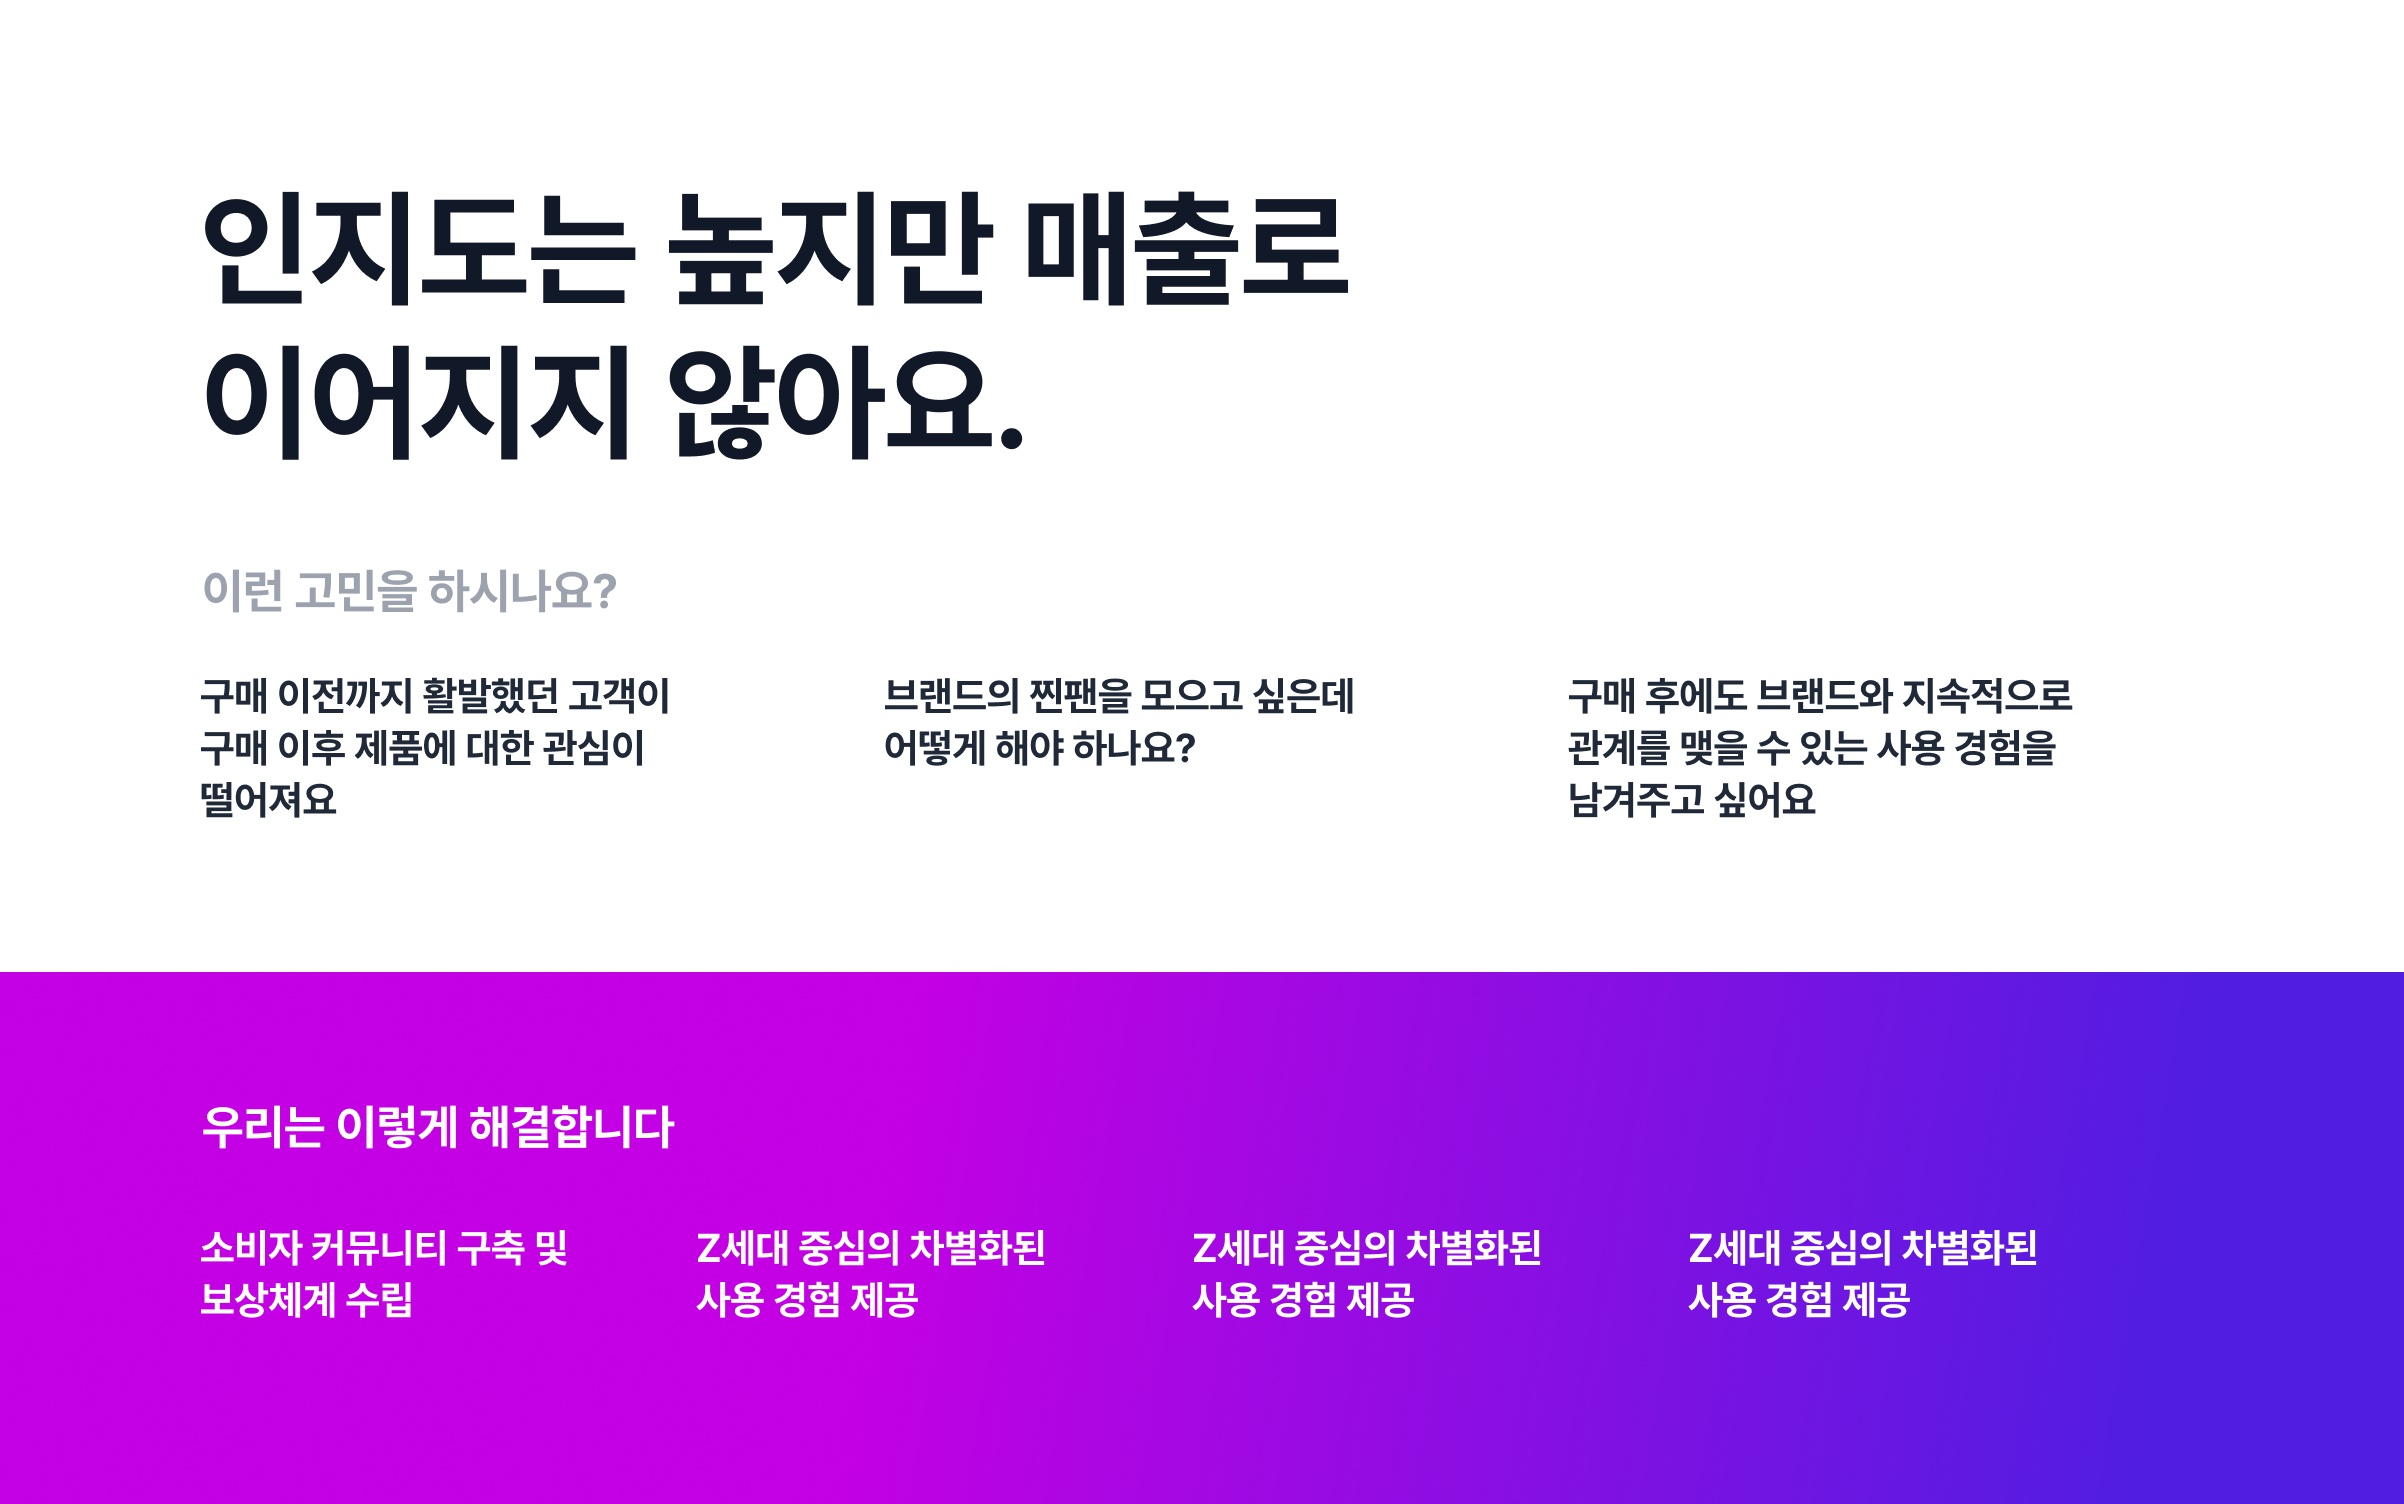 인지도는 높지만 매출로
이어지지 않아요.
이런 고민을 하시나요?
구매 이전까지 활발했던 고객이
구매 이후 제품에 대한 관심이
떨어져요
브랜드의 찐팬을 모으고 싶은데
어떻게 해야 하나요?
구매 후에도 브랜드와 지속적으로
관계를 맺을 수 있는 사용 경험을
남겨주고 싶어요
우리는 이렇게 해결합니다
소비자 커뮤니티 구축 및
보상체계 수립
Z세대 중심의 차별화된
사용 경험 제공
Z세대 중심의 차별화된
사용 경험 제공
Z세대 중심의 차별화된
사용 경험 제공